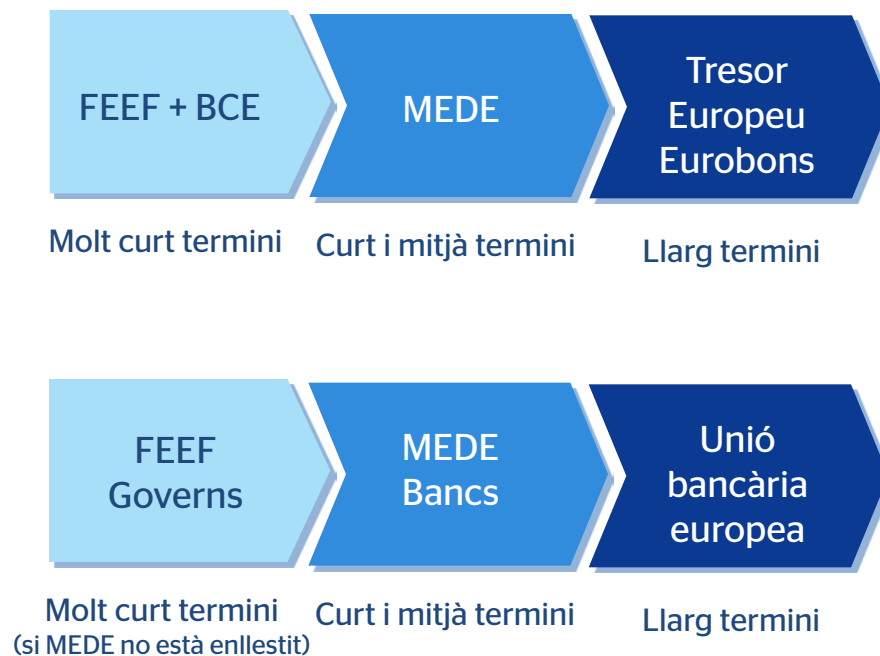 FEEF + BCE
MEDE
Tresor
Europeu
Eurobons
Molt curt termini
Curt i mitjà termini
Llarg termini
FEEF
Governs
MEDE
Bancs
Unió
bancària
europea
Molt curt termini
(si MEDE no està enllestit)
Curt i mitjà termini
Llarg termini